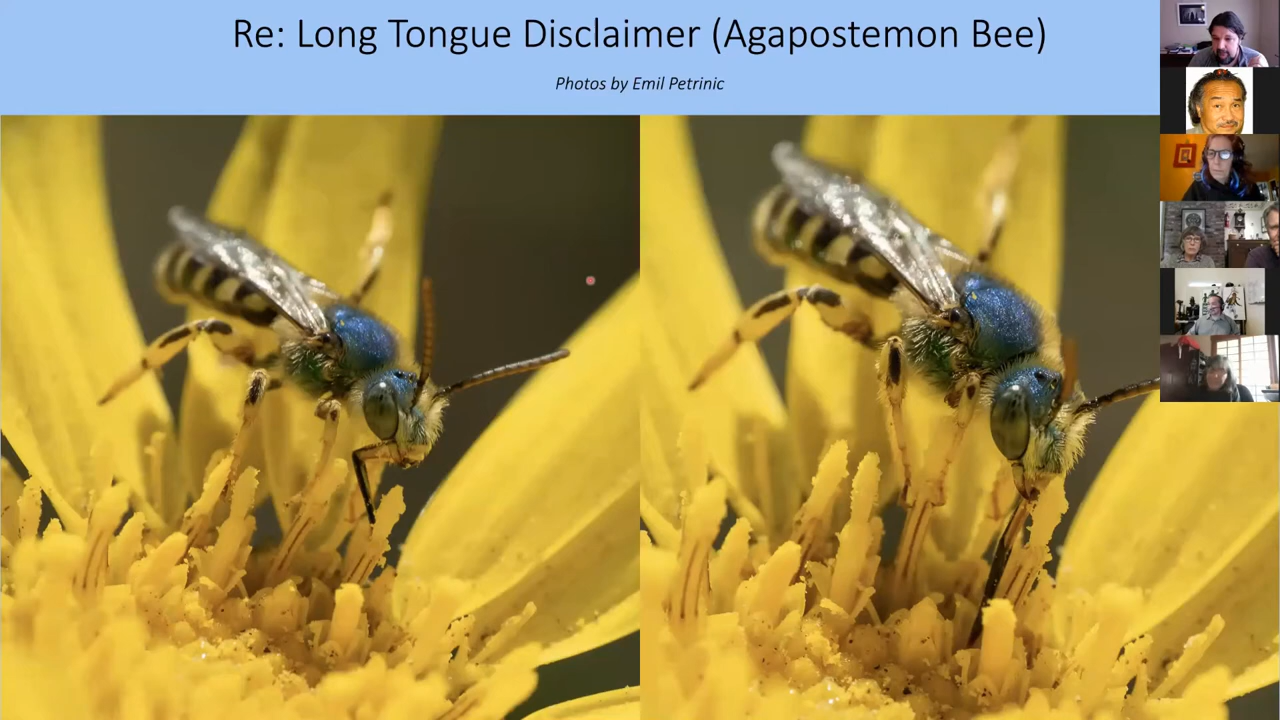 Re: Long Tongue Disclaimer (Agapostemon Bee)
Photos by Emil Petrinic